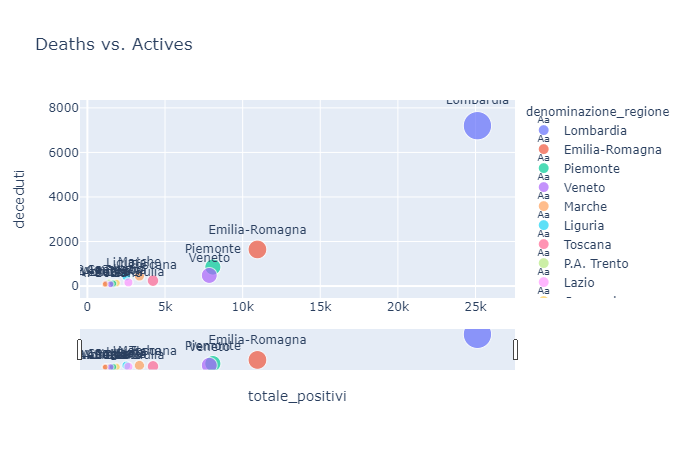 Deaths vs. Actives
denominazione_regione
Aa
Lombardia
Aa
Emilia-Romagna
Aa
Piemonte
Aa
Veneto
Aa
Marche
Aa
Liguria
Aa
Toscana
Aa
P.A. Trento
Aa
Lazio
Aa
deceduti
8000
6000
4000
2000
0
Lombardia
Emilia-Romagna
Piemonte
Veneto
Marche
0
5k
10k
15k
20k
25k
Emilia-Romagna
Piemonte
Veneto
totale_positivi